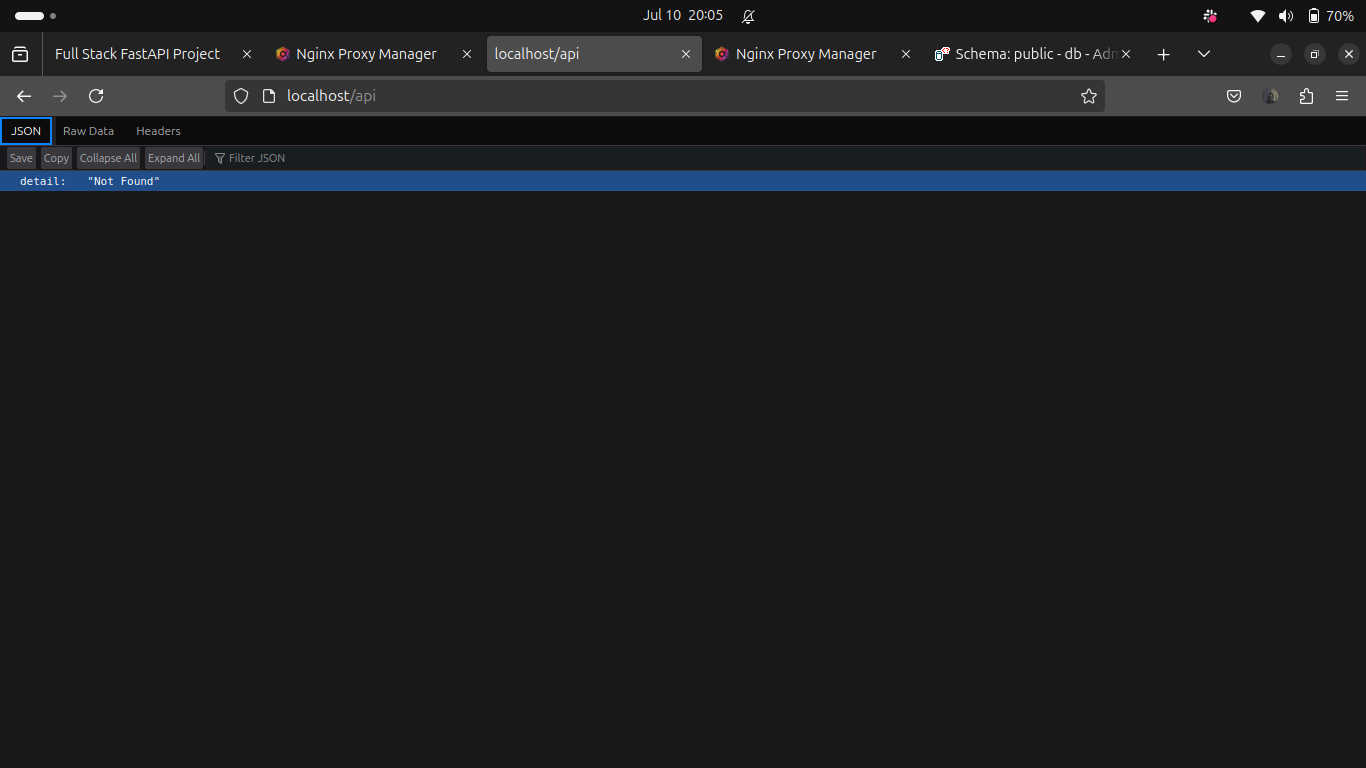 Jul 10 20:05
70%
Full Stack FastAPI Project
Nginx Proxy Manager
localhost/api
Nginx Proxy Manager
Schema: public - db - Adm
localhost/api
JSON
Raw Data
Headers
Save
Copy
Collapse All
Expand All
Filter JSON
detail: "Not Found"